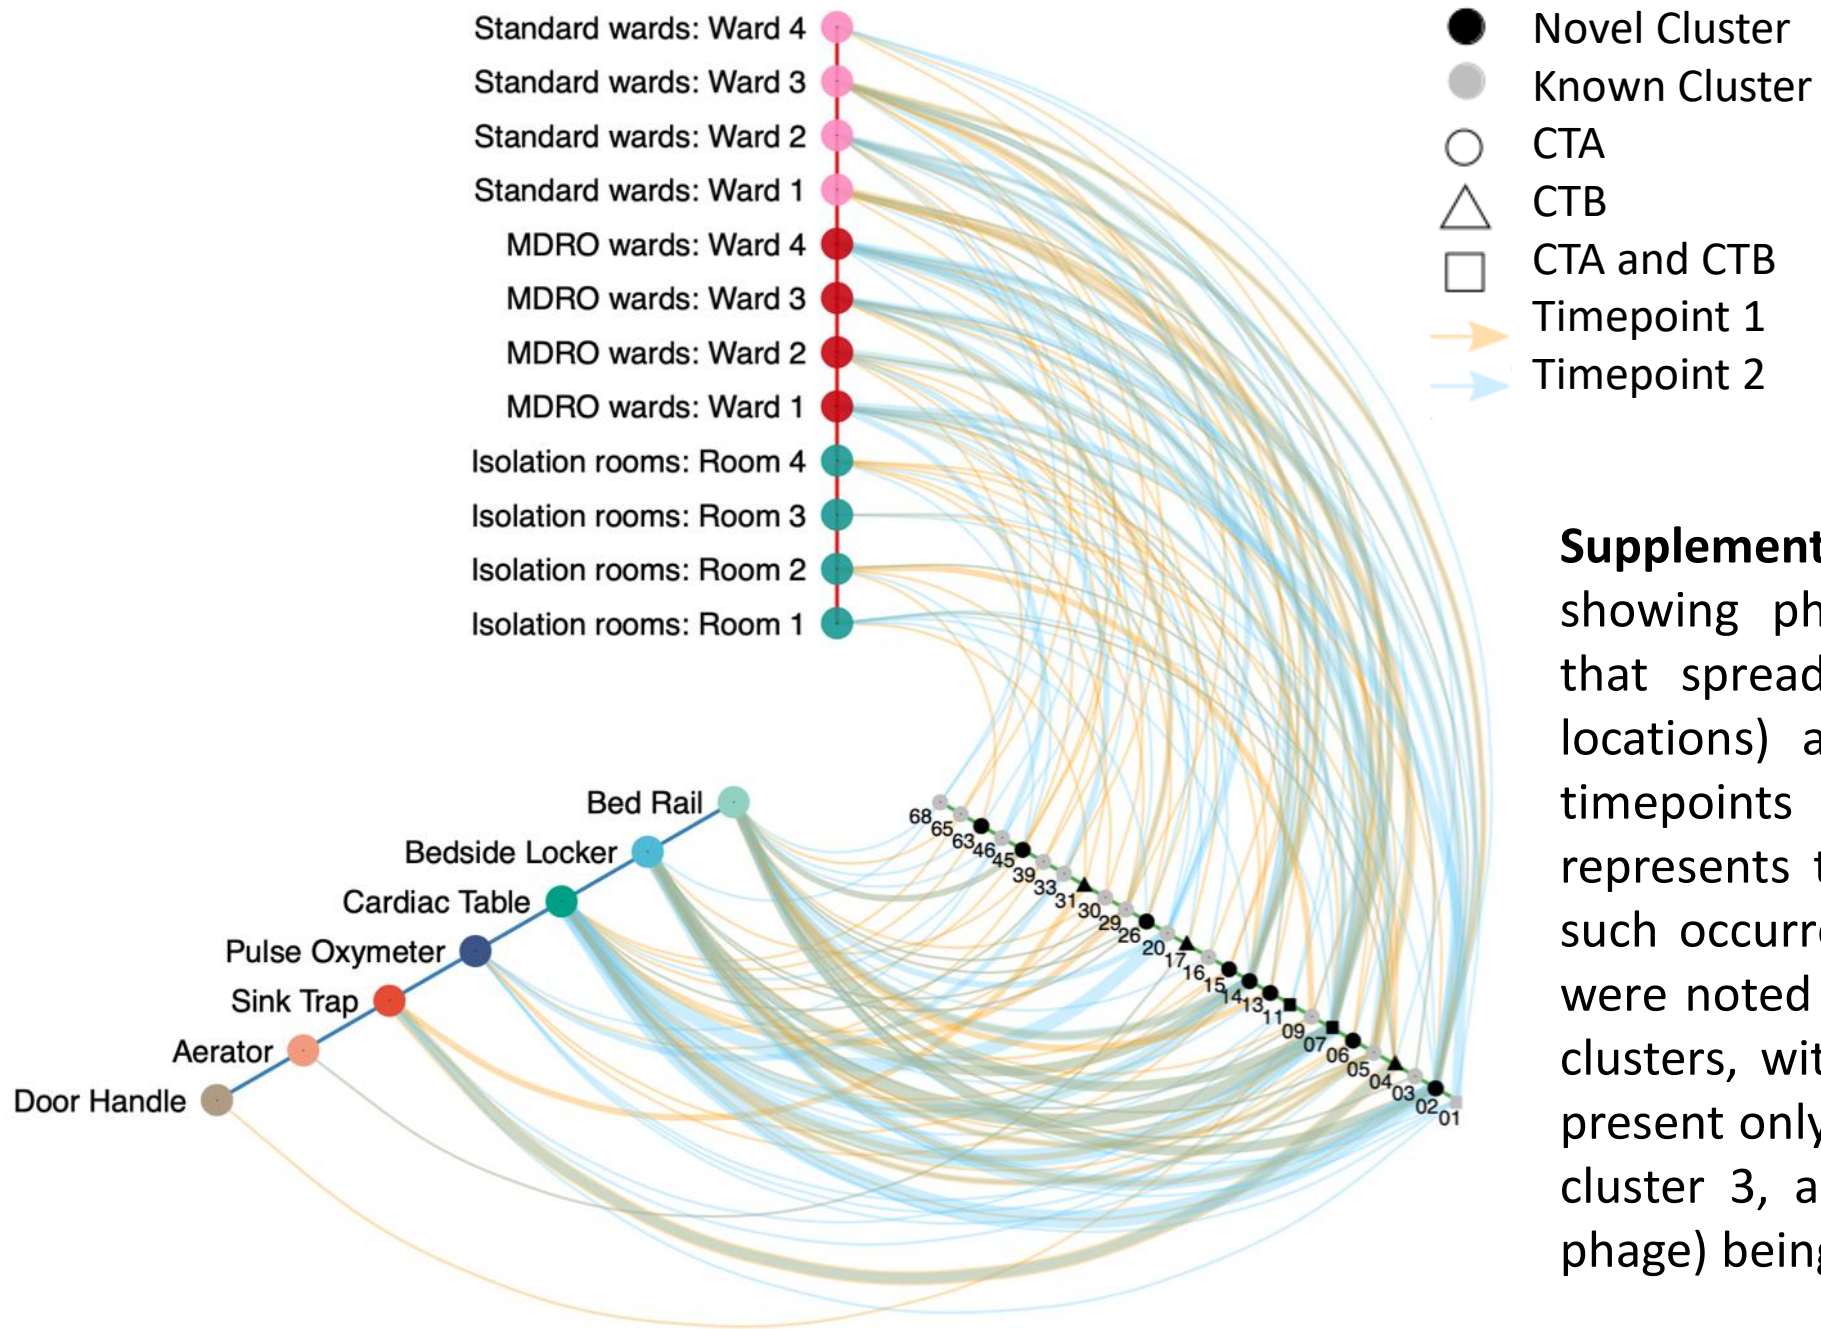 Standard wards: Ward 4
Standard wards: Ward 3
Standard wards: Ward 2
Standard wards: Ward 1
MDRO wards: Ward 4
MDRO wards: Ward 3
MDRO wards: Ward 2
MDRO wards: Ward 1
Isolation rooms: Room 4
Isolation rooms: Room 3
Isolation rooms: Room 2
Isolation rooms: Room 1
Bed Rail
Bedside Locker
Cardiac Table
Pulse Oxymeter
Sink Trap
Aerator
Door Handle
68
65
63
46
45
39
33
31
30
29
26
20
17
16
15
14
13
11
09
07
06
05
04
03
02
01
Novel Cluster
Known Cluster
CTA
CTB
CTA and CTB
Timepoint 1
Timepoint 2
Supplement
showing ph
that spread
locations) a
timepoints
represents t
such occurr
were noted
clusters, wit
present only
cluster 3, a
phage) being